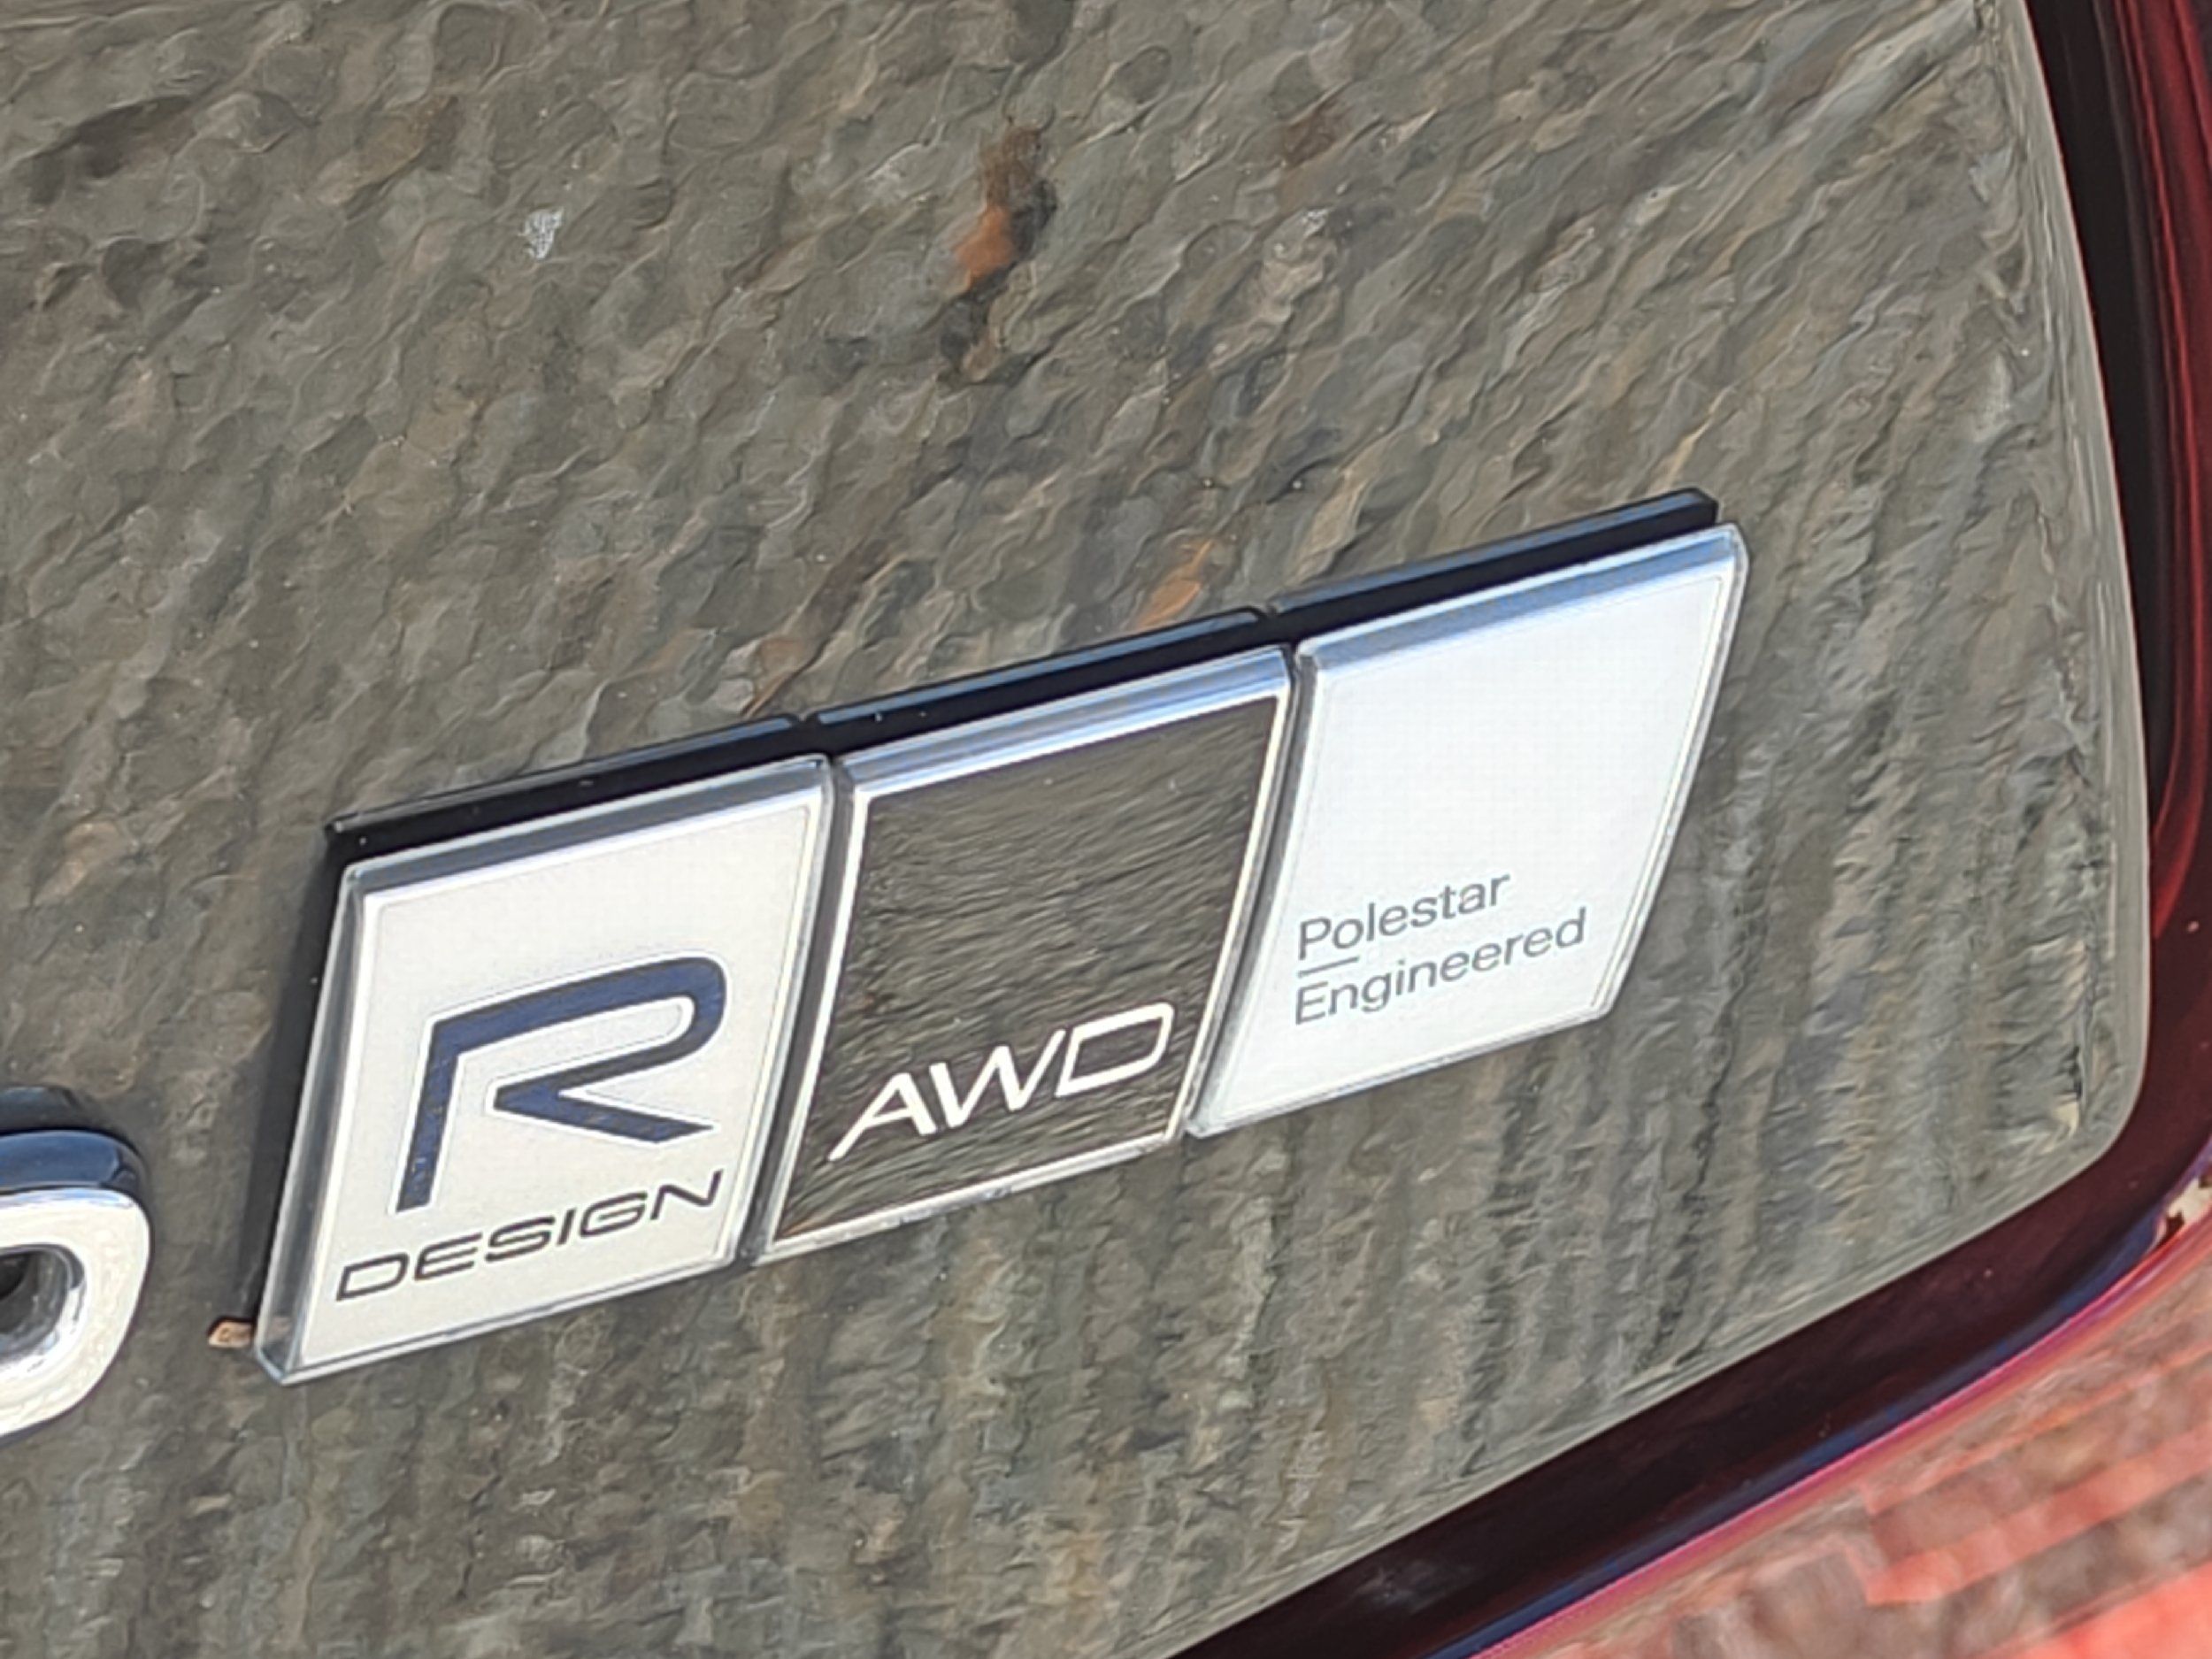 R
DESIGN
AWD
Polestar
Engineered